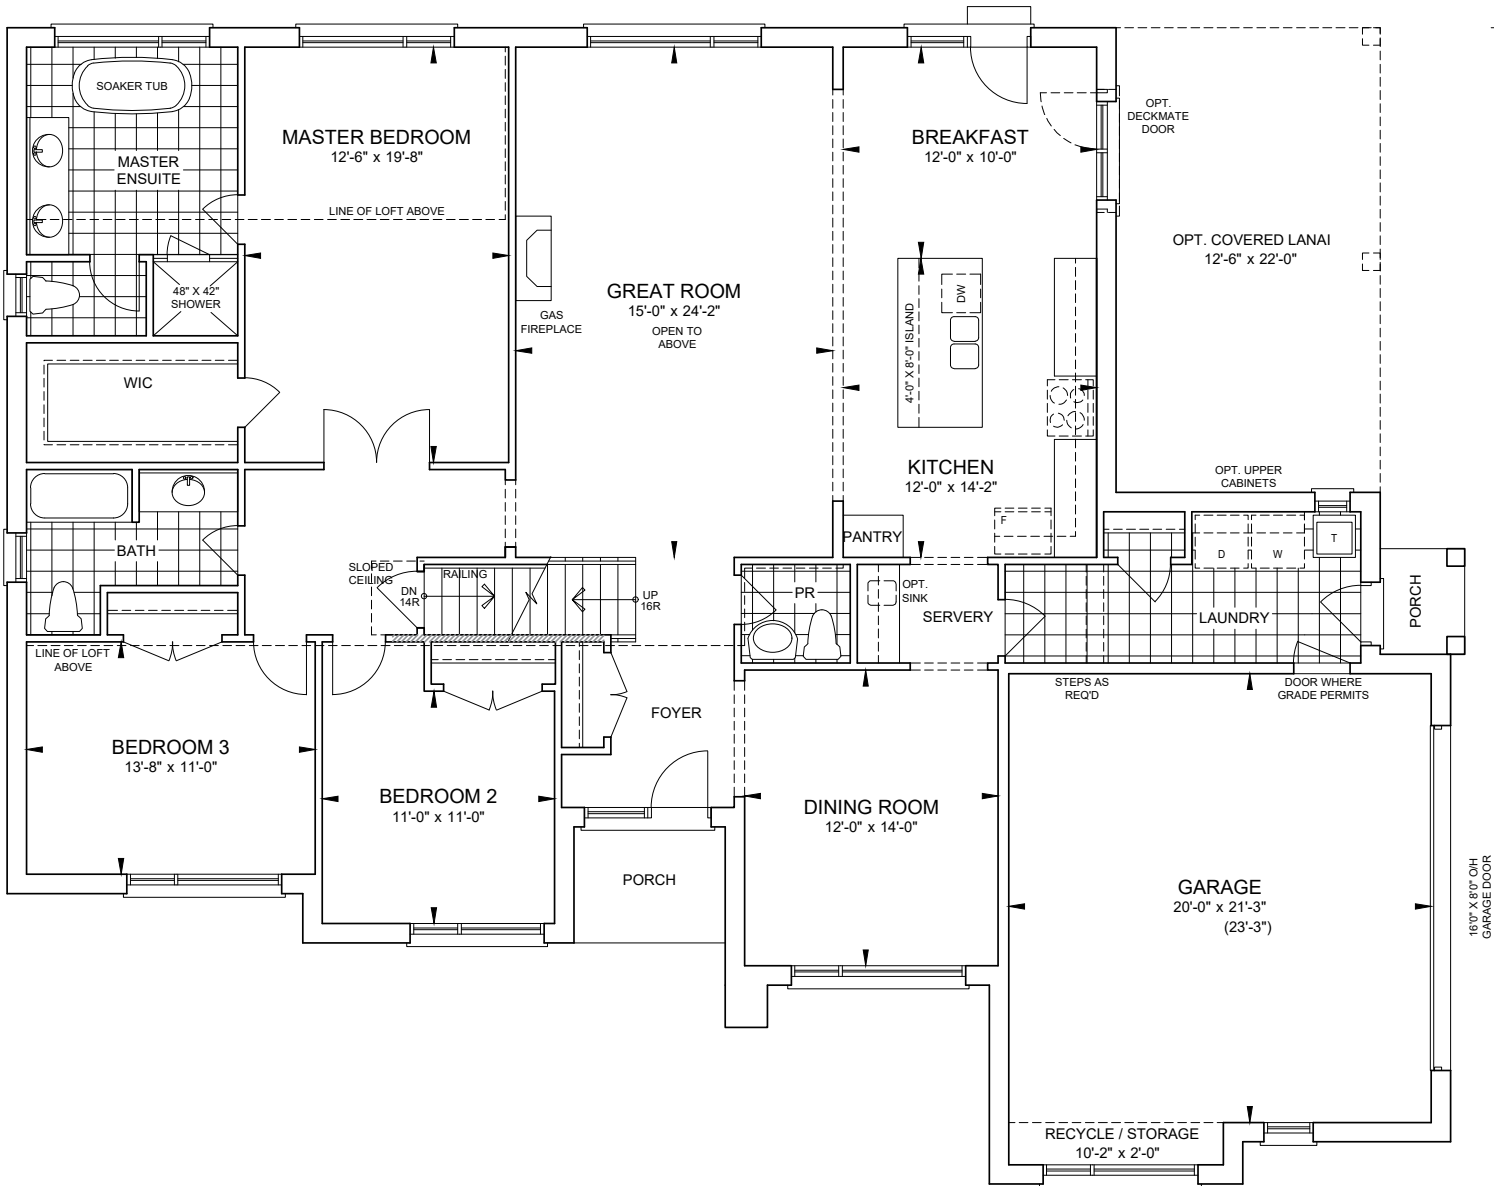 SOAKER TUB
MASTER
ENSUITE
MASTER BEDROOM
12'-6" x 19'-8"
LINE OF LOFT ABOVE
48" X 42"
SHOWER
WIC
GREAT ROOM
15'-0" x 24'-2"
OPEN TO
ABOVE
GAS
FIREPLACE
BREAKFAST
12'-0" x 10'-0"
OPT.
DECKMATE
DOOR
OPT. COVERED LANAI
12'-6" x 22'-0"
DW
4'-0" X 8'-0" ISLAND
KITCHEN
12'-0" x 14'-2"
PANTRY
F
OPT. UPPER
CABINETS
D
W
T
BATH
SLOPED
CEILING
RAILING
DN
14R
UP
16R
PR
OPT.
SINK
SERVERY
LAUNDRY
PORCH
LINE OF LOFT
ABOVE
STEPS AS
REQ'D
DOOR WHERE
GRADE PERMITS
FOYER
BEDROOM 3
13'-8" x 11'-0"
BEDROOM 2
11'-0" x 11'-0"
DINING ROOM
12'-0" x 14'-0"
PORCH
GARAGE
20'-0" x 21'-3"
(23'-3")
16'0" X 8'0" O/H
GARAGE DOOR
RECYCLE / STORAGE
10'-2" x 2'-0"